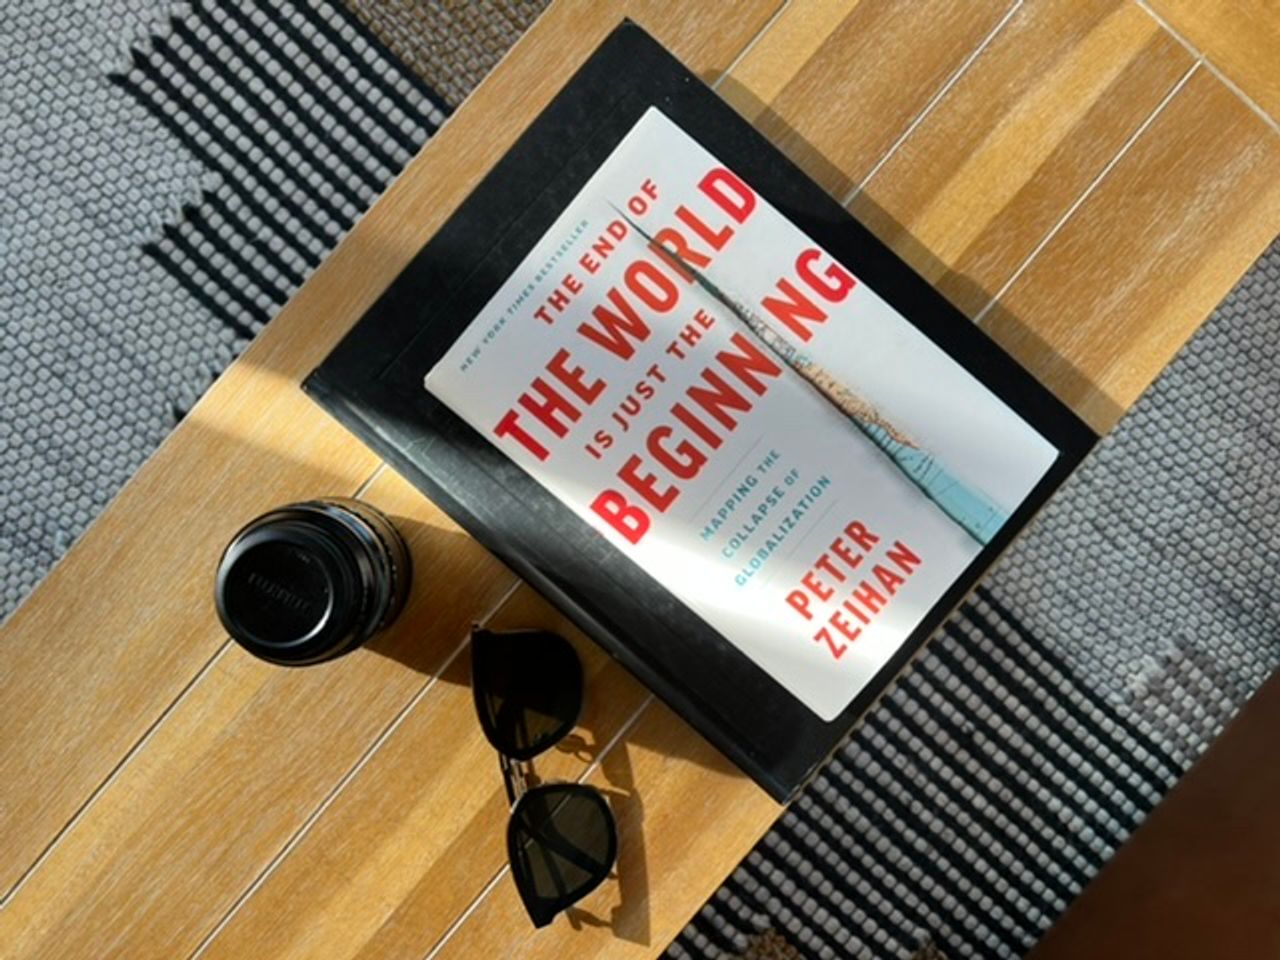 NEW YORK TIMES BESTSELLER
THE END OF
THE WORLD
IS JUST THE
BEGINNING
MAPPING THE
COLLAPSE OF
GLOBALIZATION
PETER
ZEIHAN